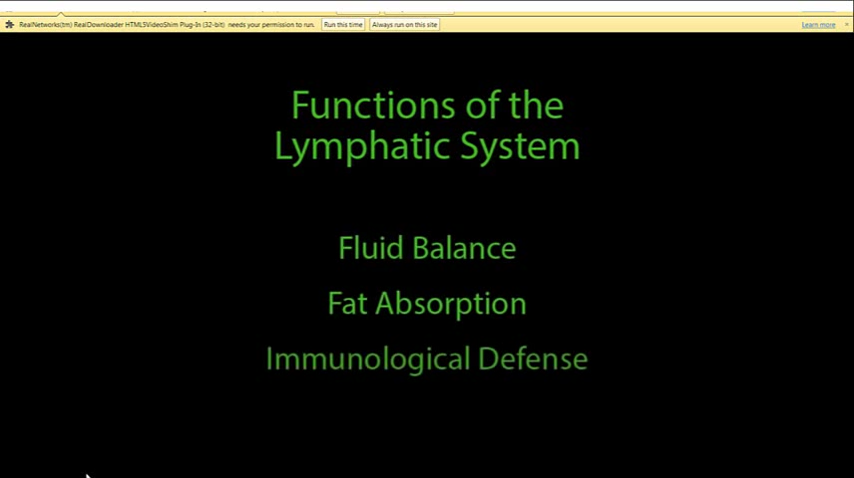 RealNetworks(tm) RealDownloader HTML5VideoShim Plug-In (32-bit) needs your permission to run. Run this time Always run on this site Learn more ×
Functions of the
Lymphatic System
Fluid Balance
Fat Absorption
Immunological Defense